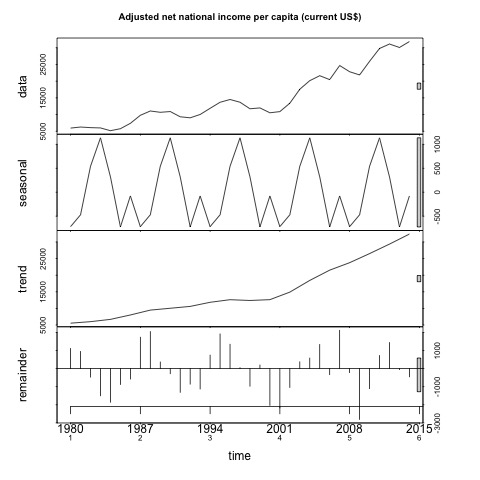 Adjusted net national income per capita (current US$)
data
5000 15000 25000
seasonal
-500 0 500 1000
trend
5000 15000 25000
remainder
-3000 -1000 1000
1980 1987 1994 2001 2008 2015
1 2 3 4 5 6
time